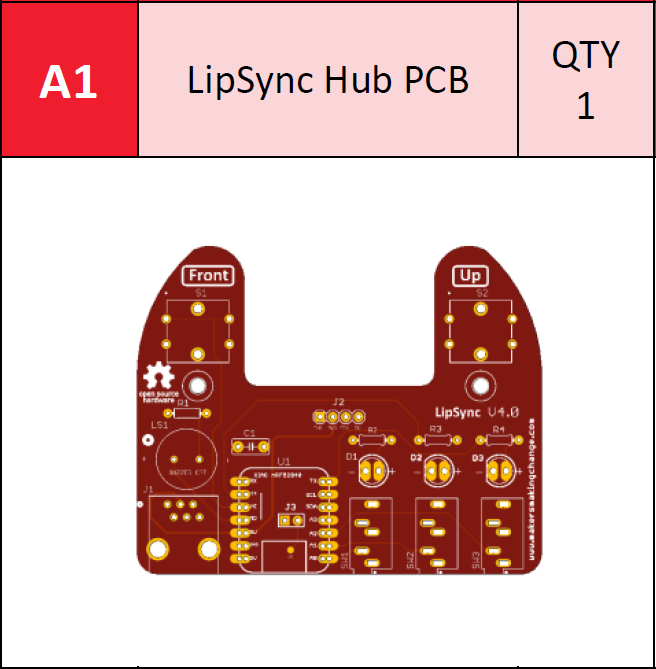 A1
LipSync Hub PCB
QTY
1
Front
Up
S1
S2
open source
hardware
R1
LS1
J2
LipSync V4.0
C1
R2
R3
R4
U1
D1
- +
D2
- +
D3
- +
J1
J3
SW1
SW2
SW3
www.makersmakingchange.com